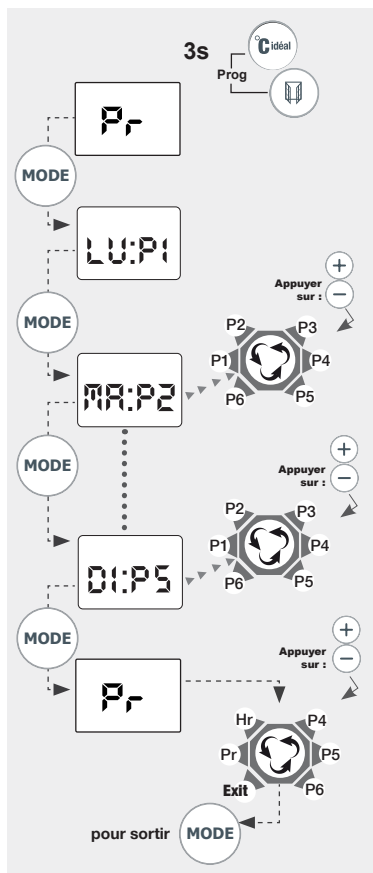 3s
°C idéal
Prog
Pr
MODE
LU:P1
MODE
+
Appuyer
sur :
−
P2 P3
P1 P4
P6 P5
MA:P2
MODE
+
Appuyer
sur :
−
P2 P3
P1 P4
P6 P5
DI:P5
MODE
+
Appuyer
sur :
−
Pr
Hr P4
Pr P5
Exit P6
pour sortir MODE